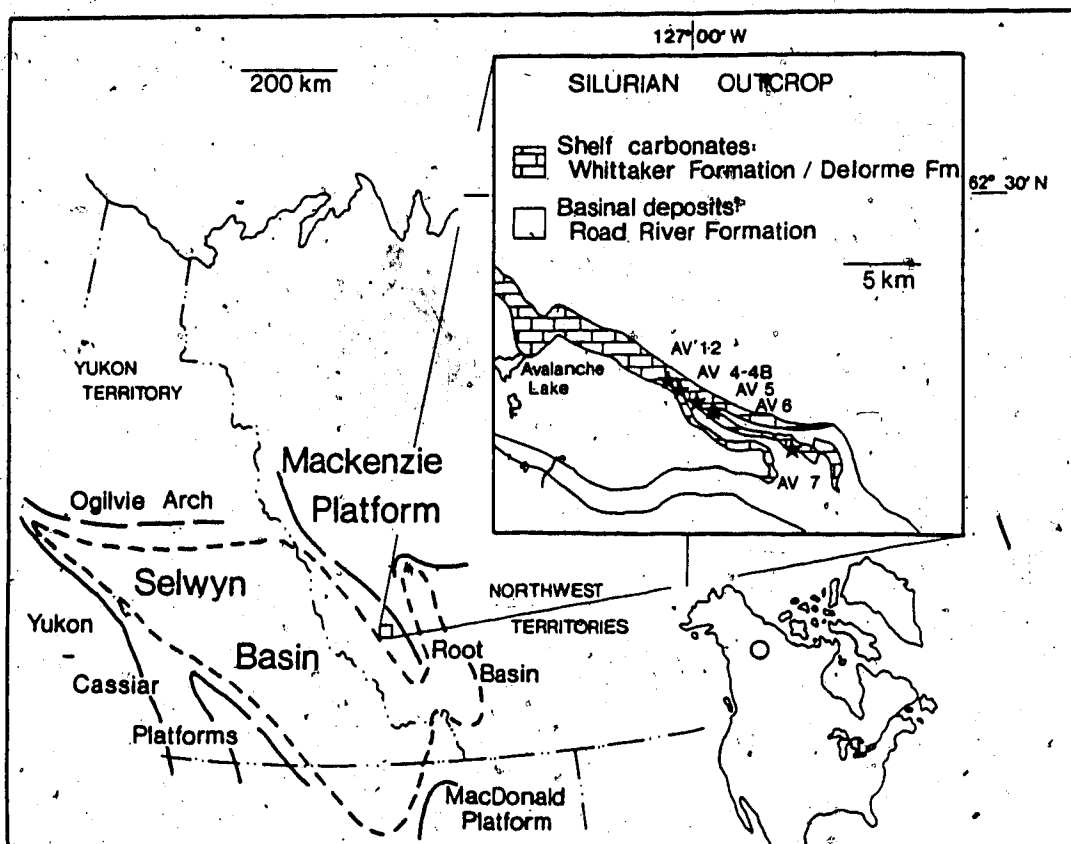 127° 00' W
200 km
SILURIAN OUTCROP
Shelf carbonates:
Whittaker Formation / Delorme Fm.
62° 30' N
Basinal deposits:
Road River Formation
5 km
AV 1-2
AV 4-4B
AV 5
AV 6
AV 7
Avalanche
Lake
YUKON
TERRITORY
Mackenzie
Platform
Ogilvie Arch
Selwyn
Basin
NORTHWEST
TERRITORIES
Yukon
Cassiar
Platforms
Root
Basin
MacDonald
Platform